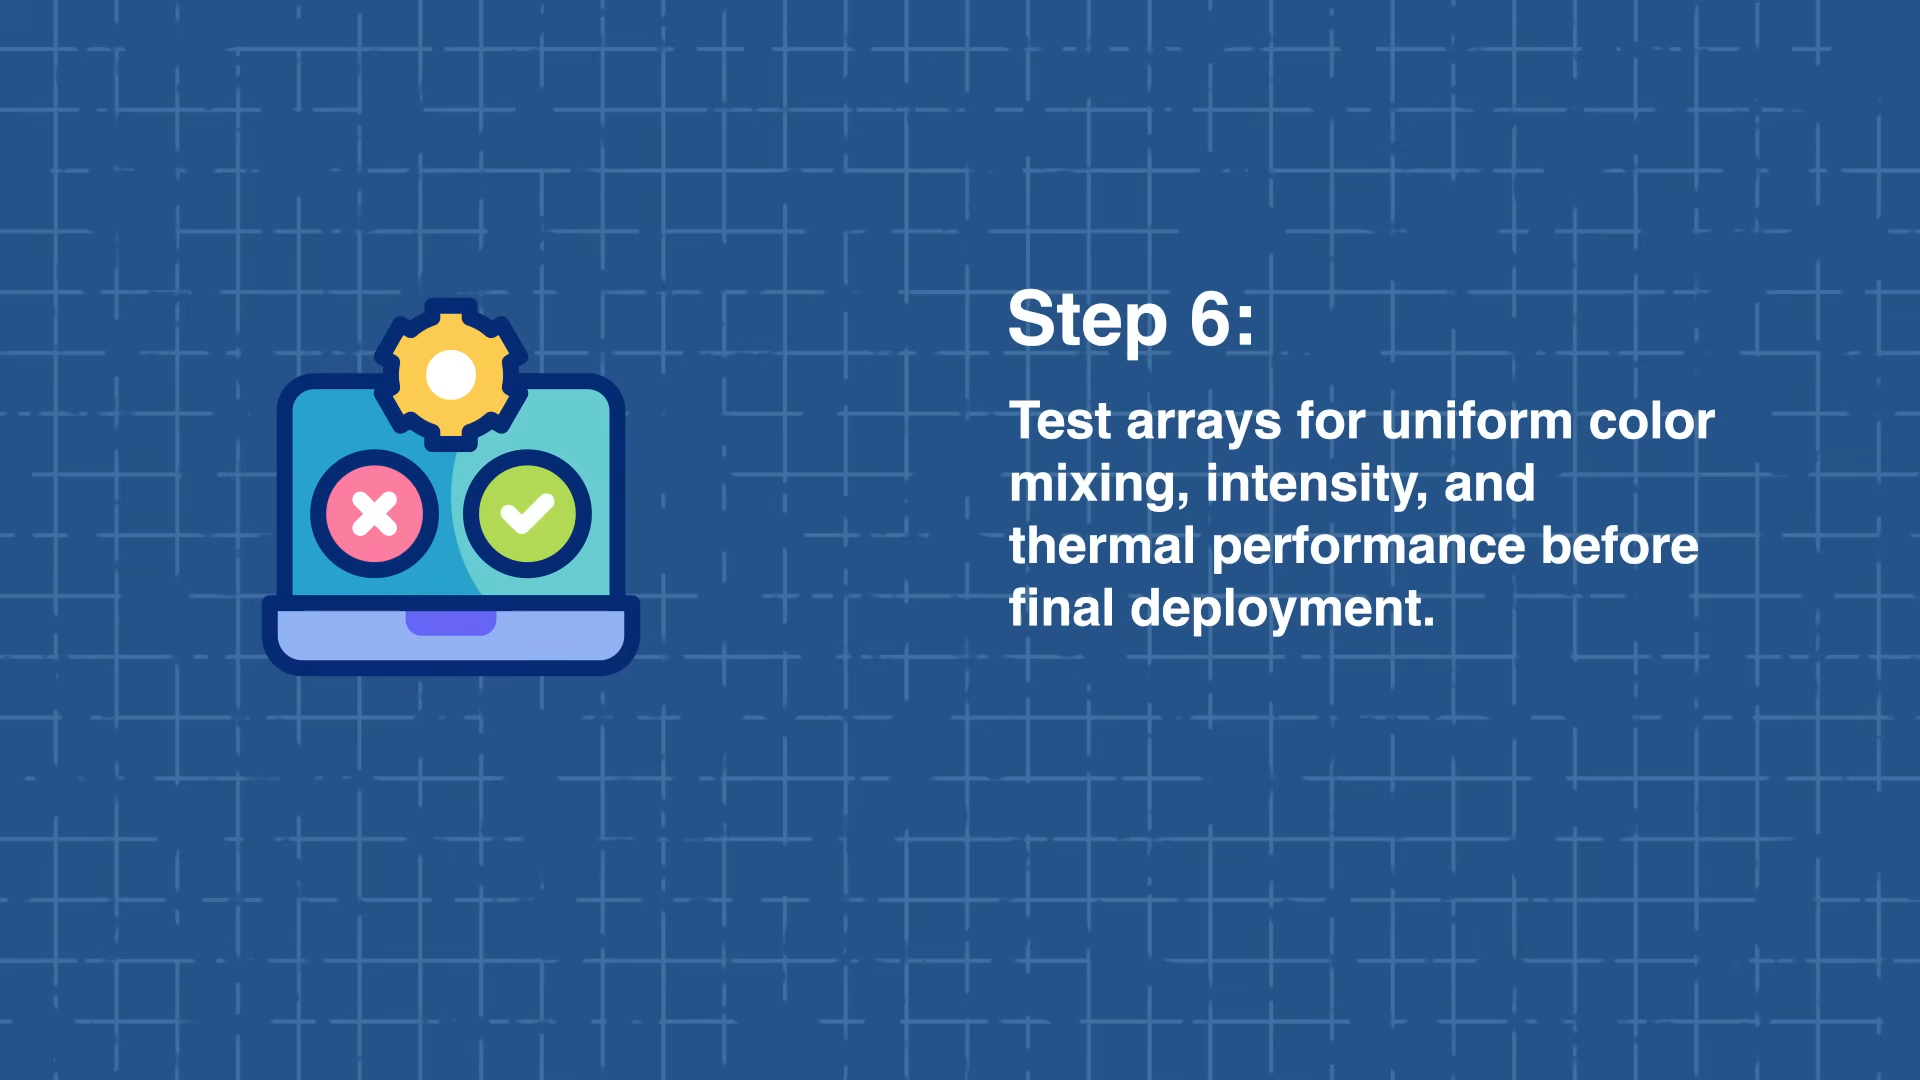 Step 6:
Test arrays for uniform color
mixing, intensity, and
thermal performance before
final deployment.